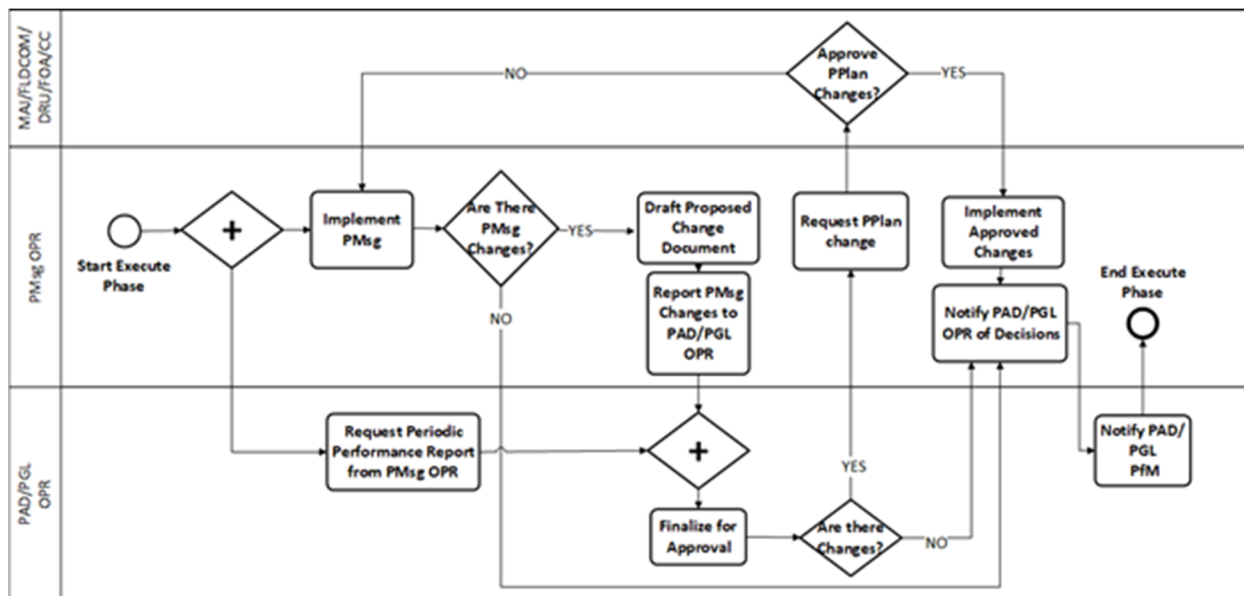 MAJ/FLDCOM/
DRU/FOA/CC
Approve
PPlan
Changes?
NO
YES
PMsg OPR
Start Execute
Phase
+
Implement
PMsg
Are There
PMsg
Changes?
YES
NO
Draft Proposed
Change
Document
Report PMsg
Changes to
PAD/PGL
OPR
Request PPlan
change
Implement
Approved
Changes
Notify PAD/PGL
OPR of Decisions
End Execute
Phase
PAD/PGL
OPR
Request Periodic
Performance Report
from PMsg OPR
+
Finalize for
Approval
Are there
Changes?
YES
NO
Notify PAD/
PGL
PfM